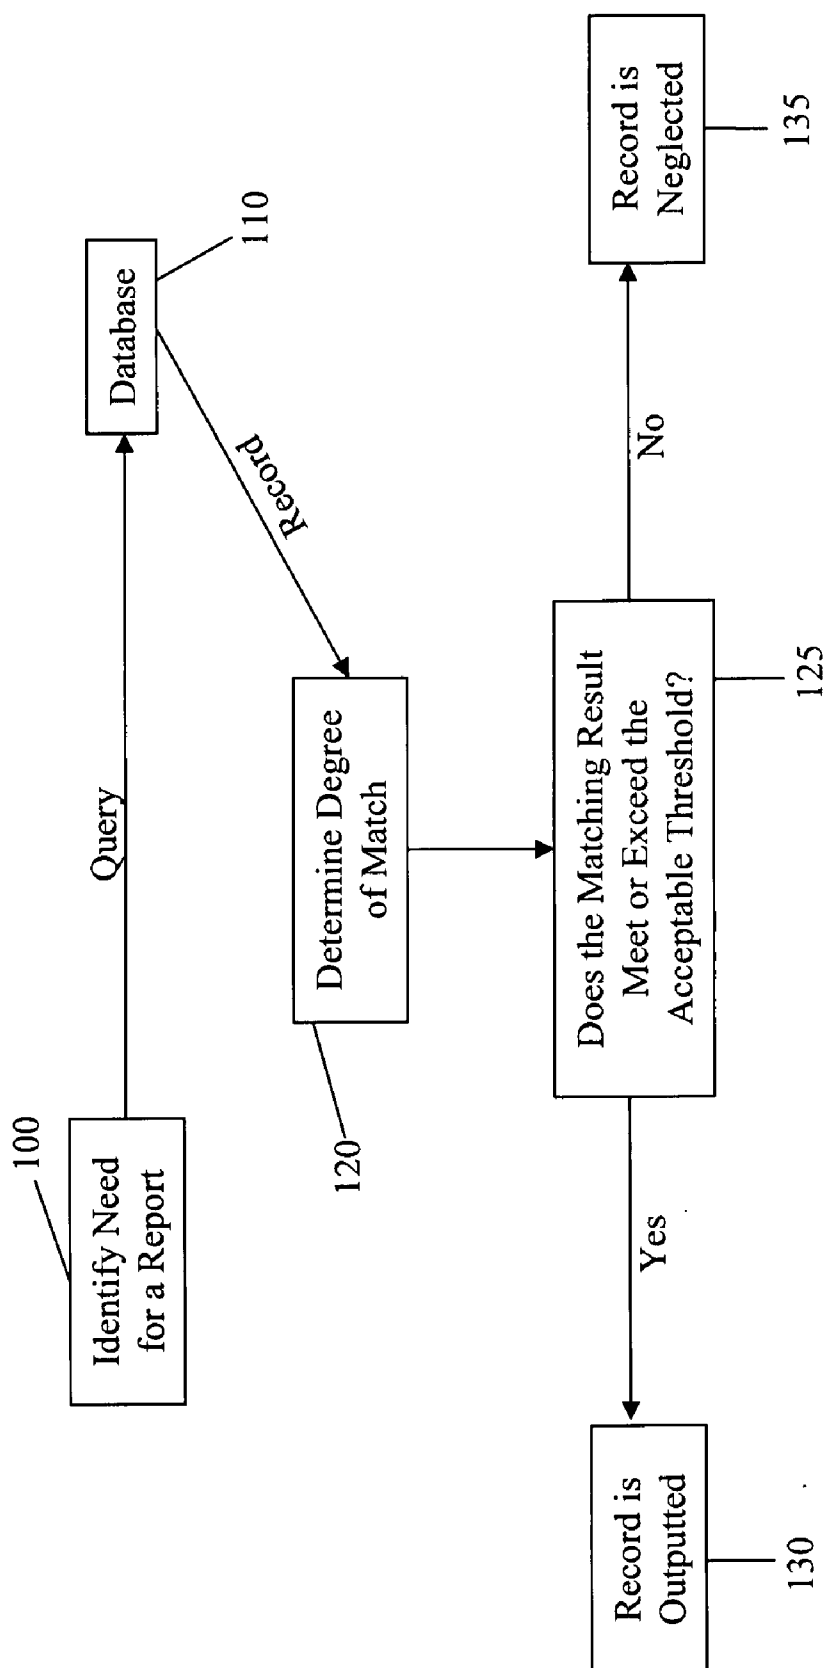 100
Identify Need
for a Report
Query
Database
110
Record
Determine Degree
of Match
120
Does the Matching Result
Meet or Exceed the
Acceptable Threshold?
125
Yes
No
Record is
Outputted
130
Record is
Neglected
135